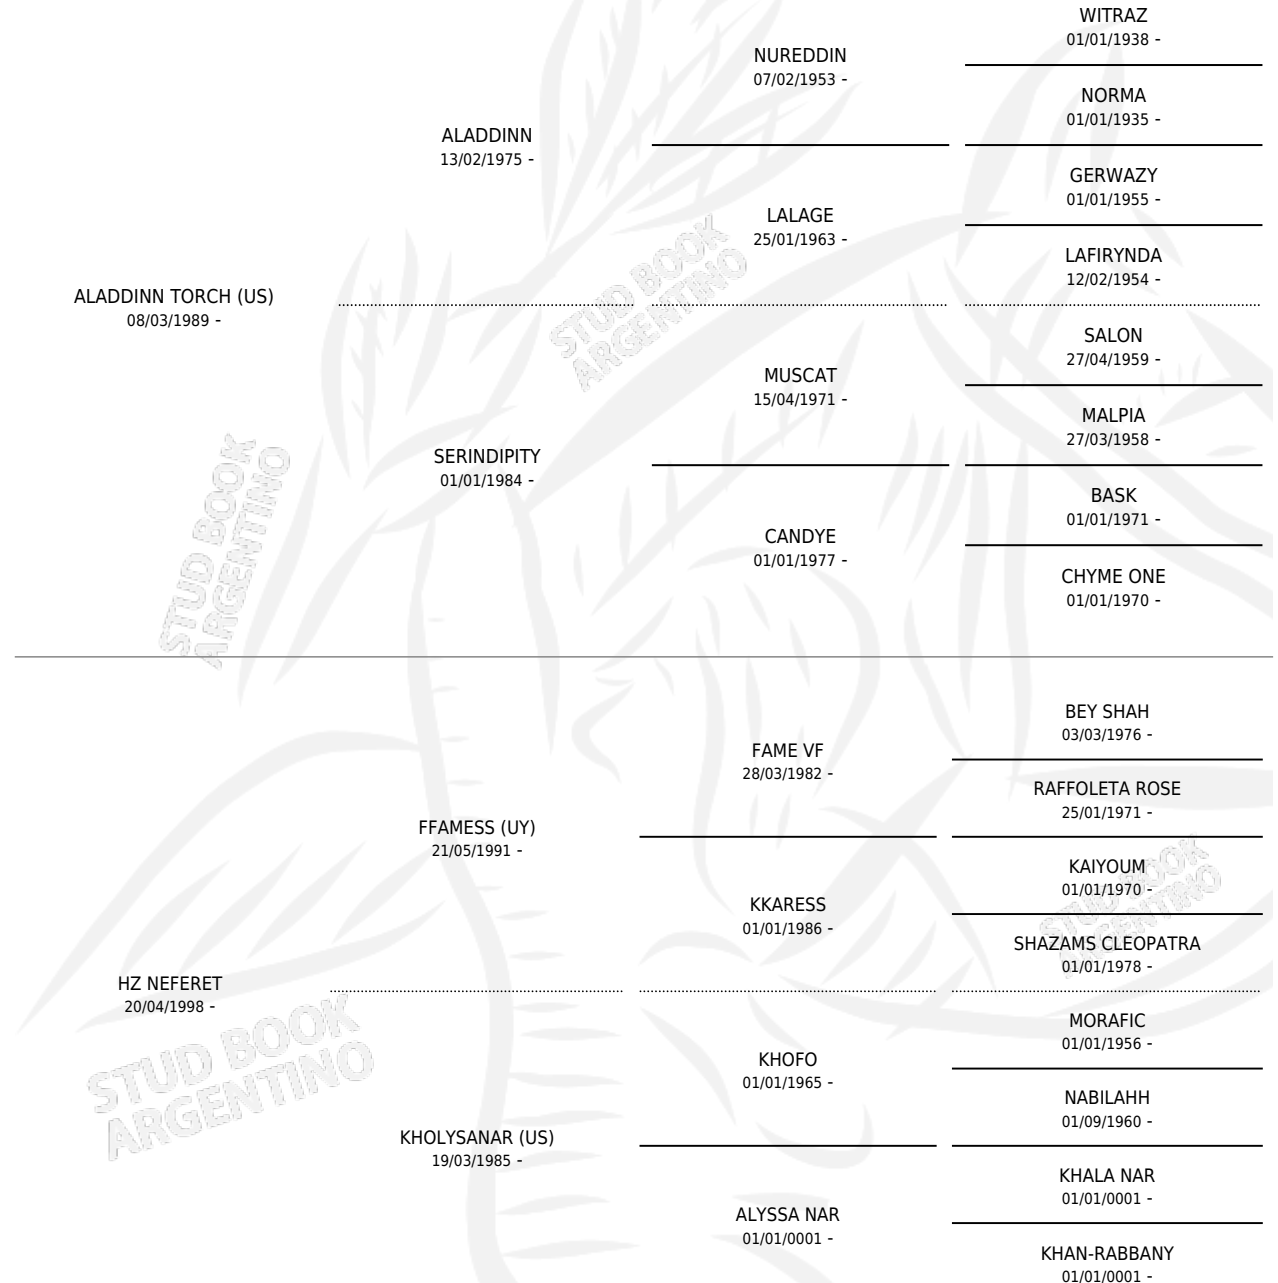 WITRAZ
01/01/1938 -
NUREDDIN
07/02/1953 -
NORMA
01/01/1935 -
ALADDINN
13/02/1975 -
GERWAZY
01/01/1955 -
LALAGE
25/01/1963 -
LAFIRYNDA
12/02/1954 -
ALADDINN TORCH (US)
08/03/1989 -
STUD BOOK
ARGENTINO
SALON
27/04/1959 -
MUSCAT
15/04/1971 -
MALPIA
27/03/1958 -
SERINDIPITY
01/01/1984 -
STUD BOOK
ARGENTINO
BASK
01/01/1971 -
CANDYE
01/01/1977 -
CHYME ONE
01/01/1970 -
BEY SHAH
03/03/1976 -
FAME VF
28/03/1982 -
RAFFOLETA ROSE
25/01/1971 -
FFAMESS (UY)
21/05/1991 -
KAIYOUM
01/01/1970 -
STUD BOOK
ARGENTINO
KKARESS
01/01/1986 -
SHAZAMS CLEOPATRA
01/01/1978 -
HZ NEFERET
20/04/1998 -
STUD BOOK
ARGENTINO
MORAFIC
01/01/1956 -
KHOFO
01/01/1965 -
NABILAHH
01/09/1960 -
KHOLYSANAR (US)
19/03/1985 -
KHALA NAR
01/01/0001 -
ALYSSA NAR
01/01/0001 -
KHAN-RABBANY
01/01/0001 -